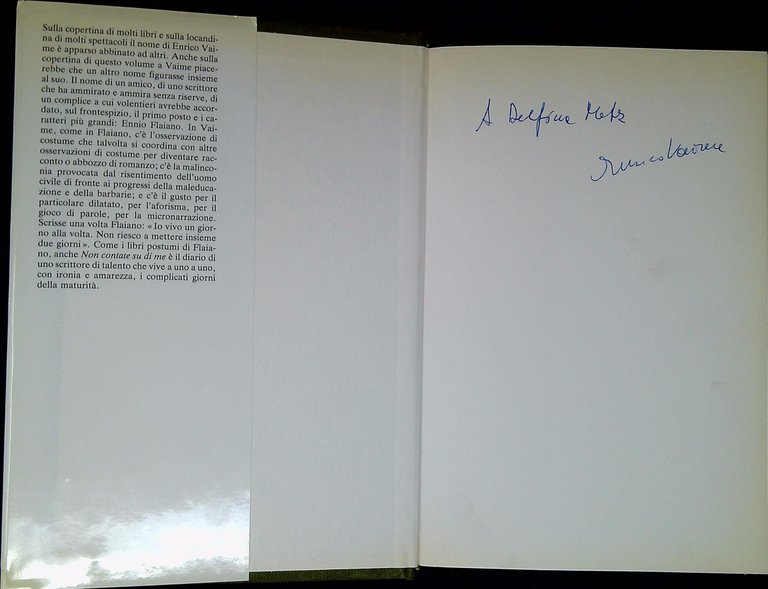 Sulla copertina di molti libri e sulla locandi-
na di molti spettacoli il nome di Enrico Vai-
me è apparso abbinato ad altri. Anche sulla
copertina di questo volume a Vaime piace-
rebbe che un altro nome figurasse insieme
al suo. Il nome di un amico, di uno scrittore
che ha ammirato e ammira senza riserve, di
un complice a cui volentieri avrebbe accor-
dato, sul frontespizio, il primo posto e i ca-
ratteri più grandi: Ennio Flaiano. In Vai-
me, come in Flaiano, c'è l'osservazione di
costume che talvolta si coordina con altre
osservazioni di costume per diventare rac-
conto o abbozzo di romanzo; c'è la malinco-
nia provocata dal risentimento dell'uomo
civile di fronte ai progressi della maleduca-
zione e della barbarie; e c'è il gusto per il
particolare dilatato, per l'aforisma, per il
gioco di parole, per la micronarrazione.
Scrisse una volta Flaiano: «Io vivo un gior-
no alla volta. Non riesco a mettere insieme
due giorni». Come i libri postumi di Flaia-
no, anche Non contate su di me è il diario di
uno scrittore di talento che vive a uno a uno,
con ironia e amarezza, i complicati giorni
della maturità.
A Delfina Metz
Enrico Vaime